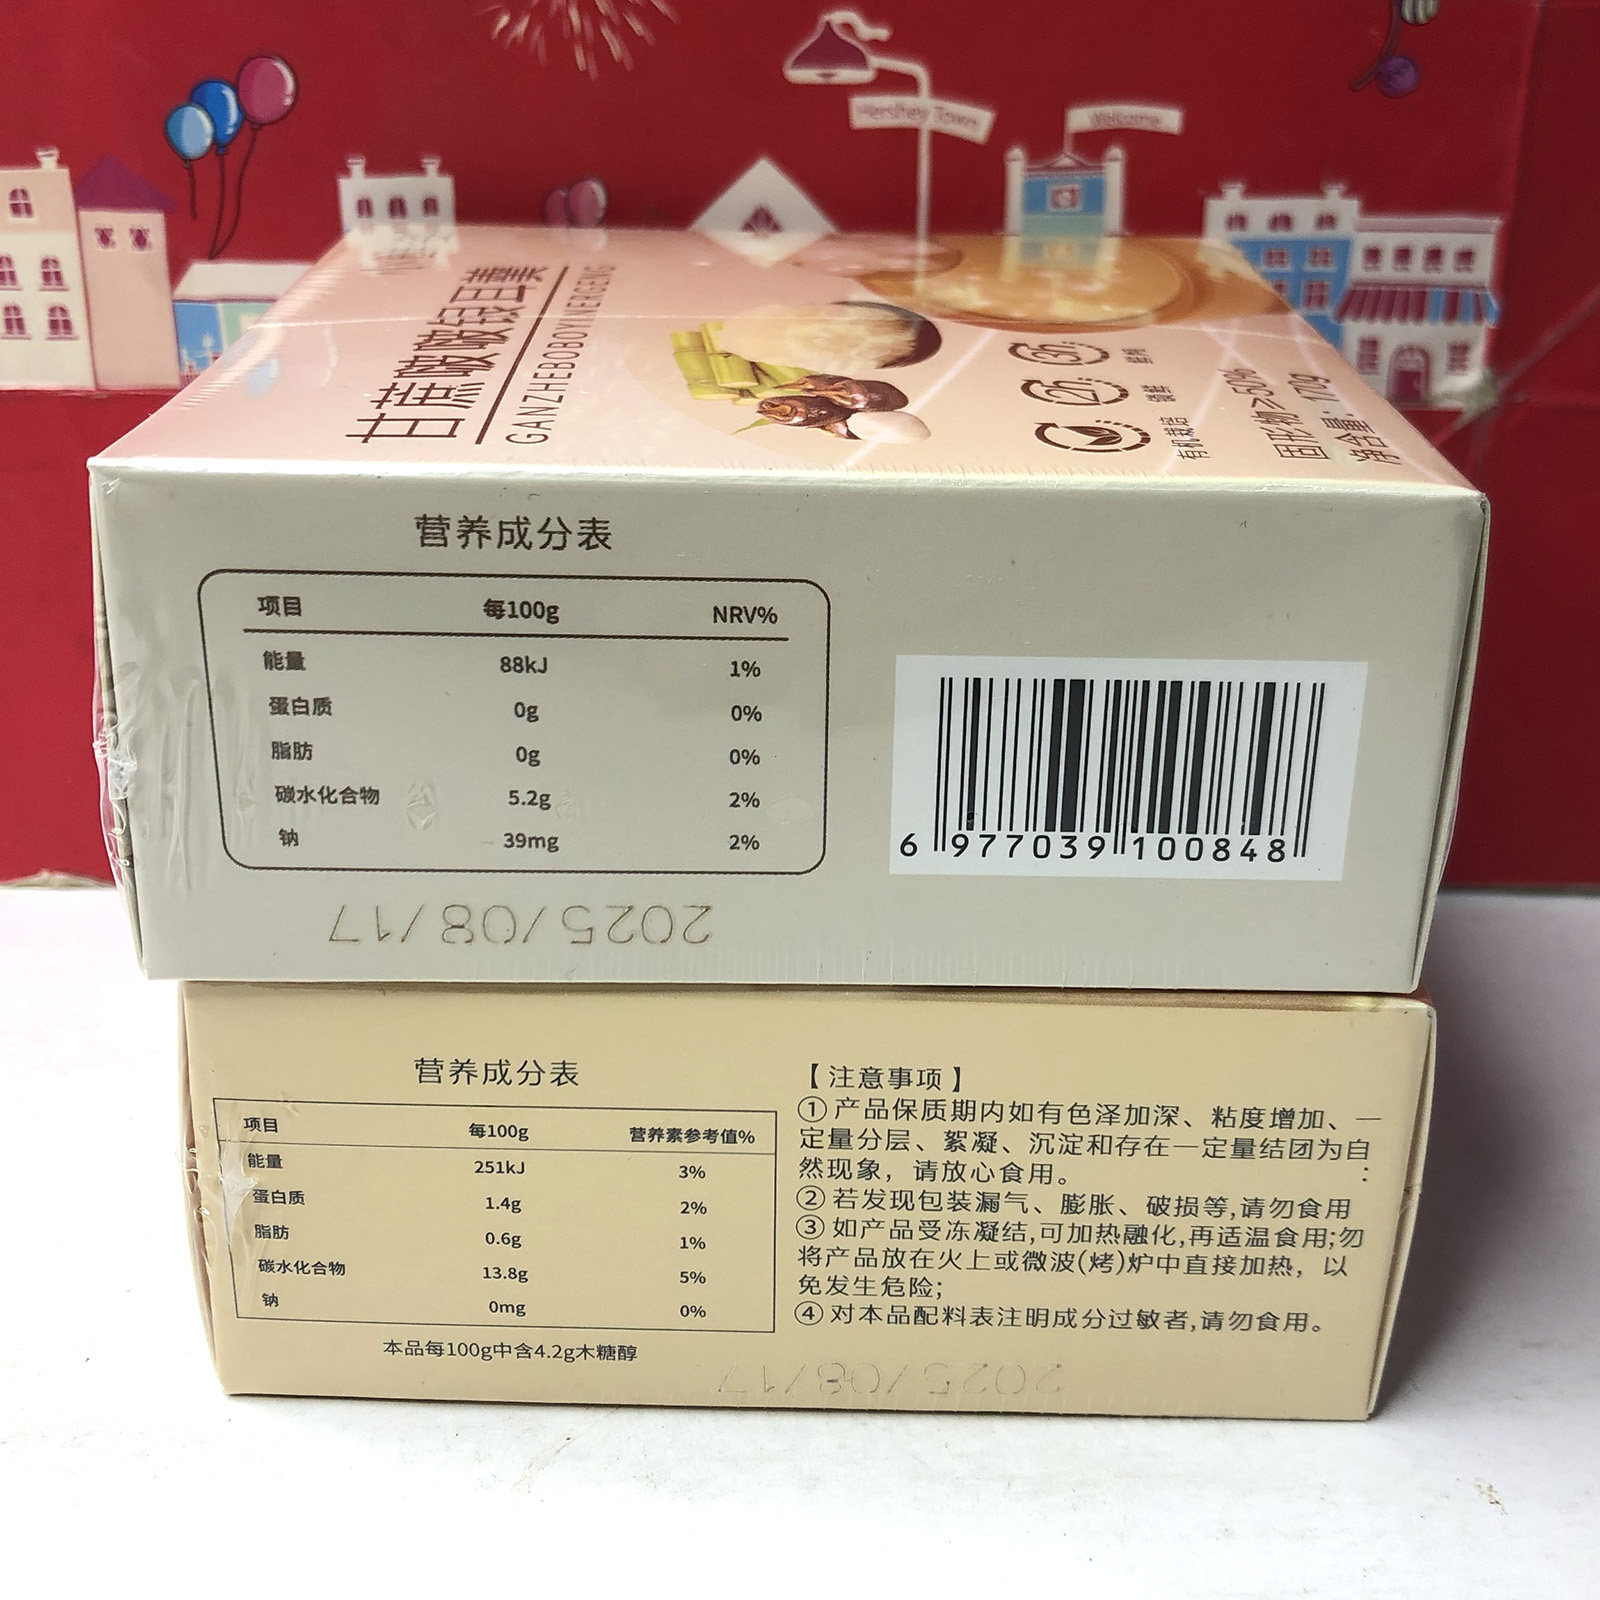 Hershey Town
Welcome
甘蔗啵啵银耳羹
GANZHEBOBOYINERGENG
有机栽培
固形物≥50%
净含量:170g
营养成分表
项目 每100g NRV%
能量 88kJ 1%
蛋白质 0g 0%
脂肪 0g 0%
碳水化合物 5.2g 2%
钠 39mg 2%
6 977039 100848
2025/08/17
营养成分表
项目 每100g 营养素参考值%
能量 251kJ 3%
蛋白质 1.4g 2%
脂肪 0.6g 1%
碳水化合物 13.8g 5%
钠 0mg 0%
本品每100g中含4.2g木糖醇
【注意事项】
①产品保质期内如有色泽加深、粘度增加、一
定量分层、絮凝、沉淀和存在一定量结团为自
然现象，请放心食用。 :
②若发现包装漏气、膨胀、破损等,请勿食用
③如产品受冻凝结,可加热融化,再适温食用;勿
将产品放在火上或微波(烤)炉中直接加热，以
免发生危险;
④对本品配料表注明成分过敏者,请勿食用。
2025/08/17